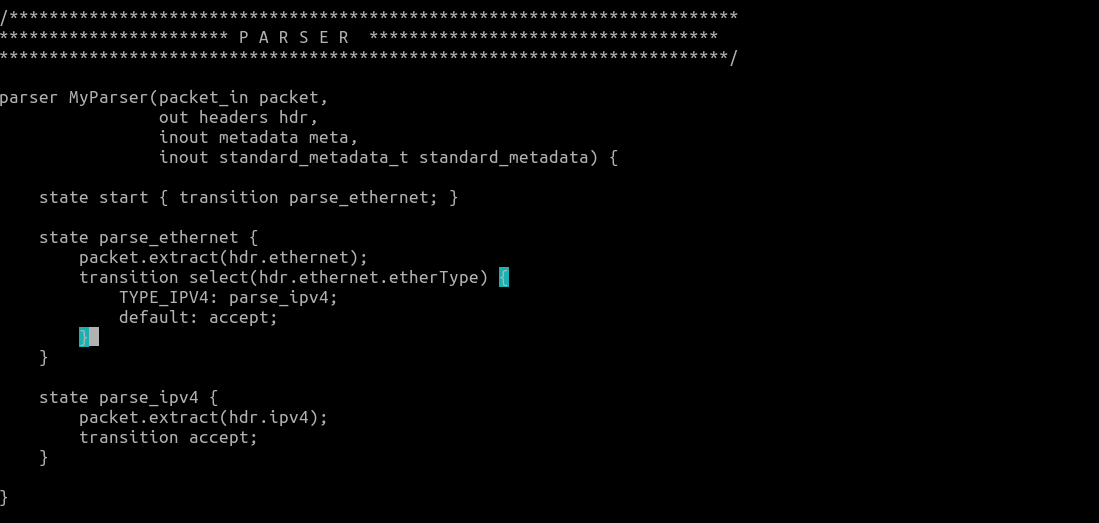 /*************************************************************************
*********************** P A R S E R  ***********************************
*************************************************************************/

parser MyParser(packet_in packet,
                out headers hdr,
                inout metadata meta,
                inout standard_metadata_t standard_metadata) {

    state start { transition parse_ethernet; }

    state parse_ethernet {
        packet.extract(hdr.ethernet);
        transition select(hdr.ethernet.etherType) {
            TYPE_IPV4: parse_ipv4;
            default: accept;
        }
    }

    state parse_ipv4 {
        packet.extract(hdr.ipv4);
        transition accept;
    }

}